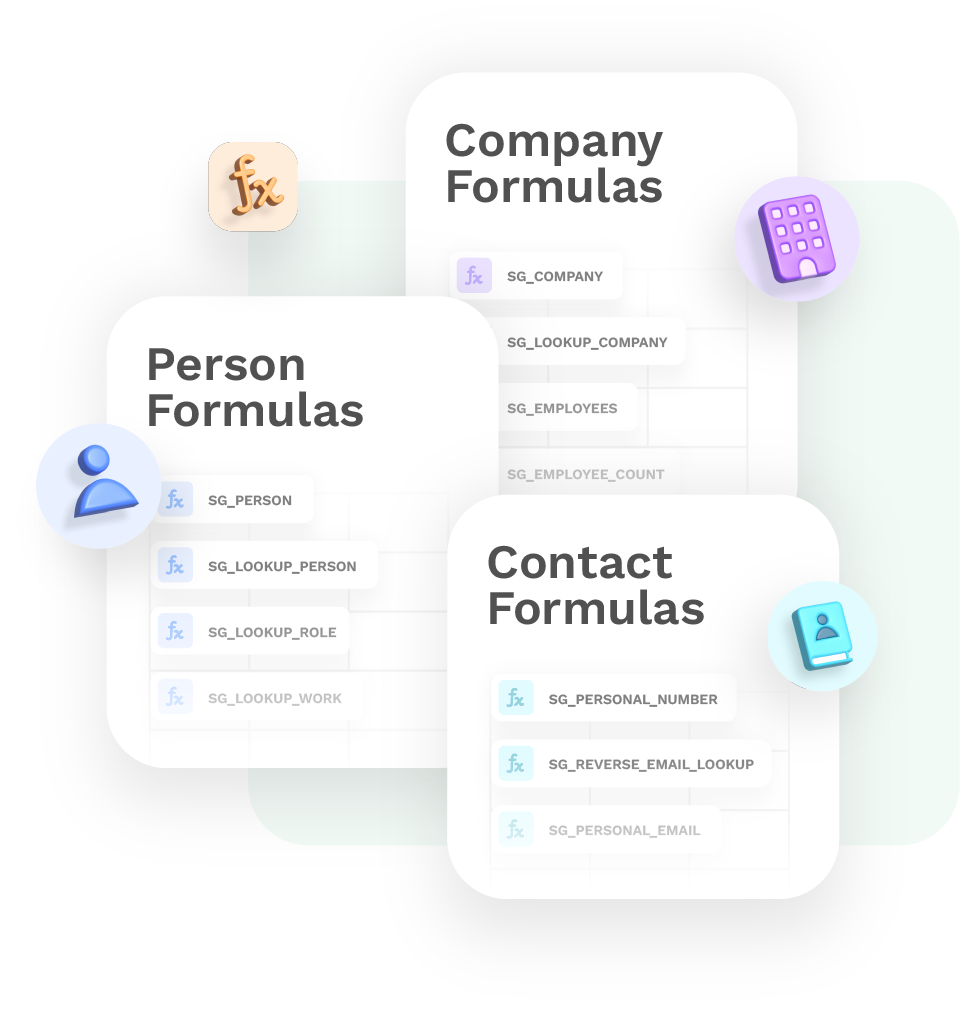 Company
Formulas
fx
fx
SG_COMPANY
SG_LOOKUP_COMPANY
SG_EMPLOYEES
SG_EMPLOYEE_COUNT
Person
Formulas
fx
SG_PERSON
fx
SG_LOOKUP_PERSON
fx
SG_LOOKUP_ROLE
fx
SG_LOOKUP_WORK
Contact
Formulas
fx
SG_PERSONAL_NUMBER
fx
SG_REVERSE_EMAIL_LOOKUP
fx
SG_PERSONAL_EMAIL